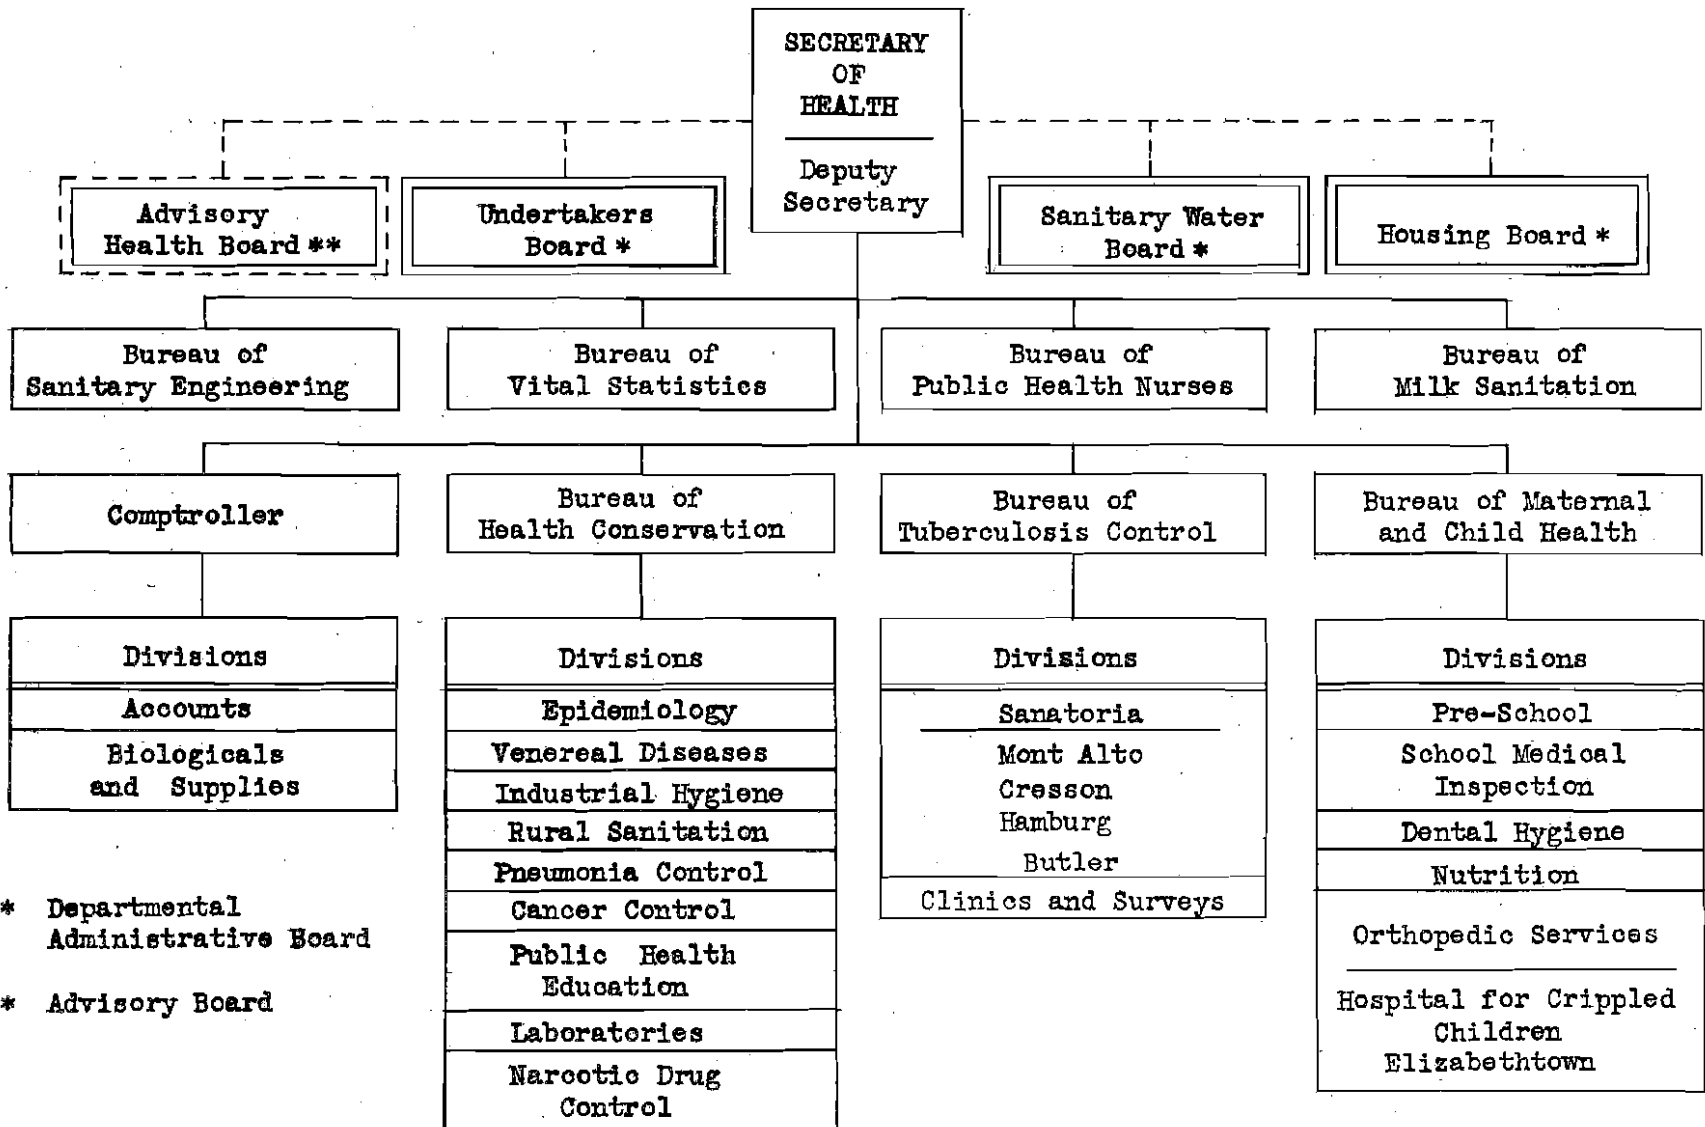 SECRETARY
OF
HEALTH
Deputy
Secretary
Advisory
Health Board **
Undertakers
Board *
Sanitary Water
Board *
Housing Board *
Bureau of
Sanitary Engineering
Bureau of
Vital Statistics
Bureau of
Public Health Nurses
Bureau of
Milk Sanitation
Comptroller
Bureau of
Health Conservation
Bureau of
Tuberculosis Control
Bureau of Maternal
and Child Health
Divisions
Accounts
Biologicals
and Supplies
Divisions
Epidemiology
Venereal Diseases
Industrial Hygiene
Rural Sanitation
Pneumonia Control
Cancer Control
Public Health
Education
Laboratories
Narcotic Drug
Control
Divisions
Sanatoria
Mont Alto
Cresson
Hamburg
Butler
Clinics and Surveys
Divisions
Pre-School
School Medical
Inspection
Dental Hygiene
Nutrition
Orthopedic Services
Hospital for Crippled
Children
Elizabethtown
* Departmental
Administrative Board
* Advisory Board